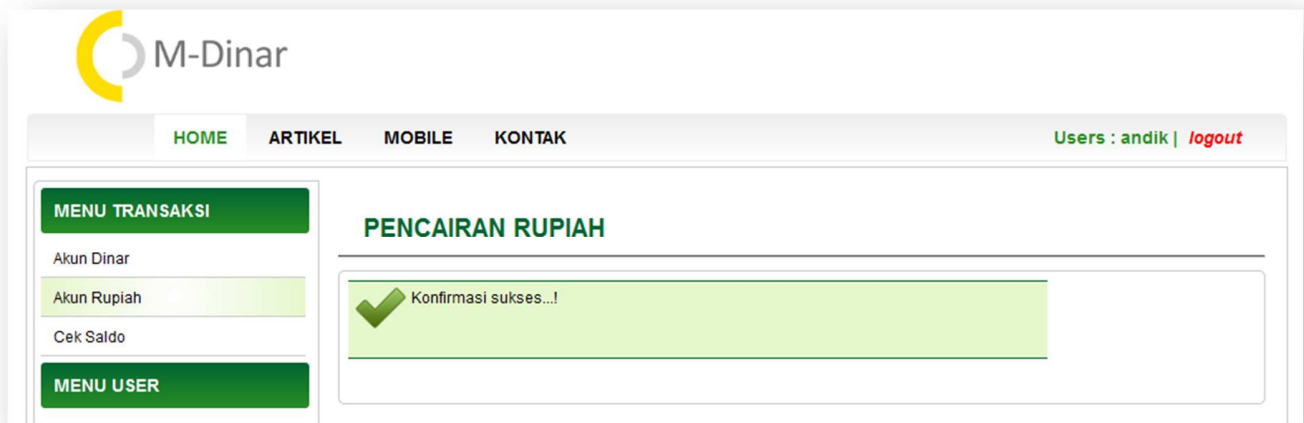 M-Dinar
HOME ARTIKEL MOBILE KONTAK Users : andik | logout
MENU TRANSAKSI
Akun Dinar
Akun Rupiah
Cek Saldo
MENU USER
PENCAIRAN RUPIAH
Konfirmasi sukses...!